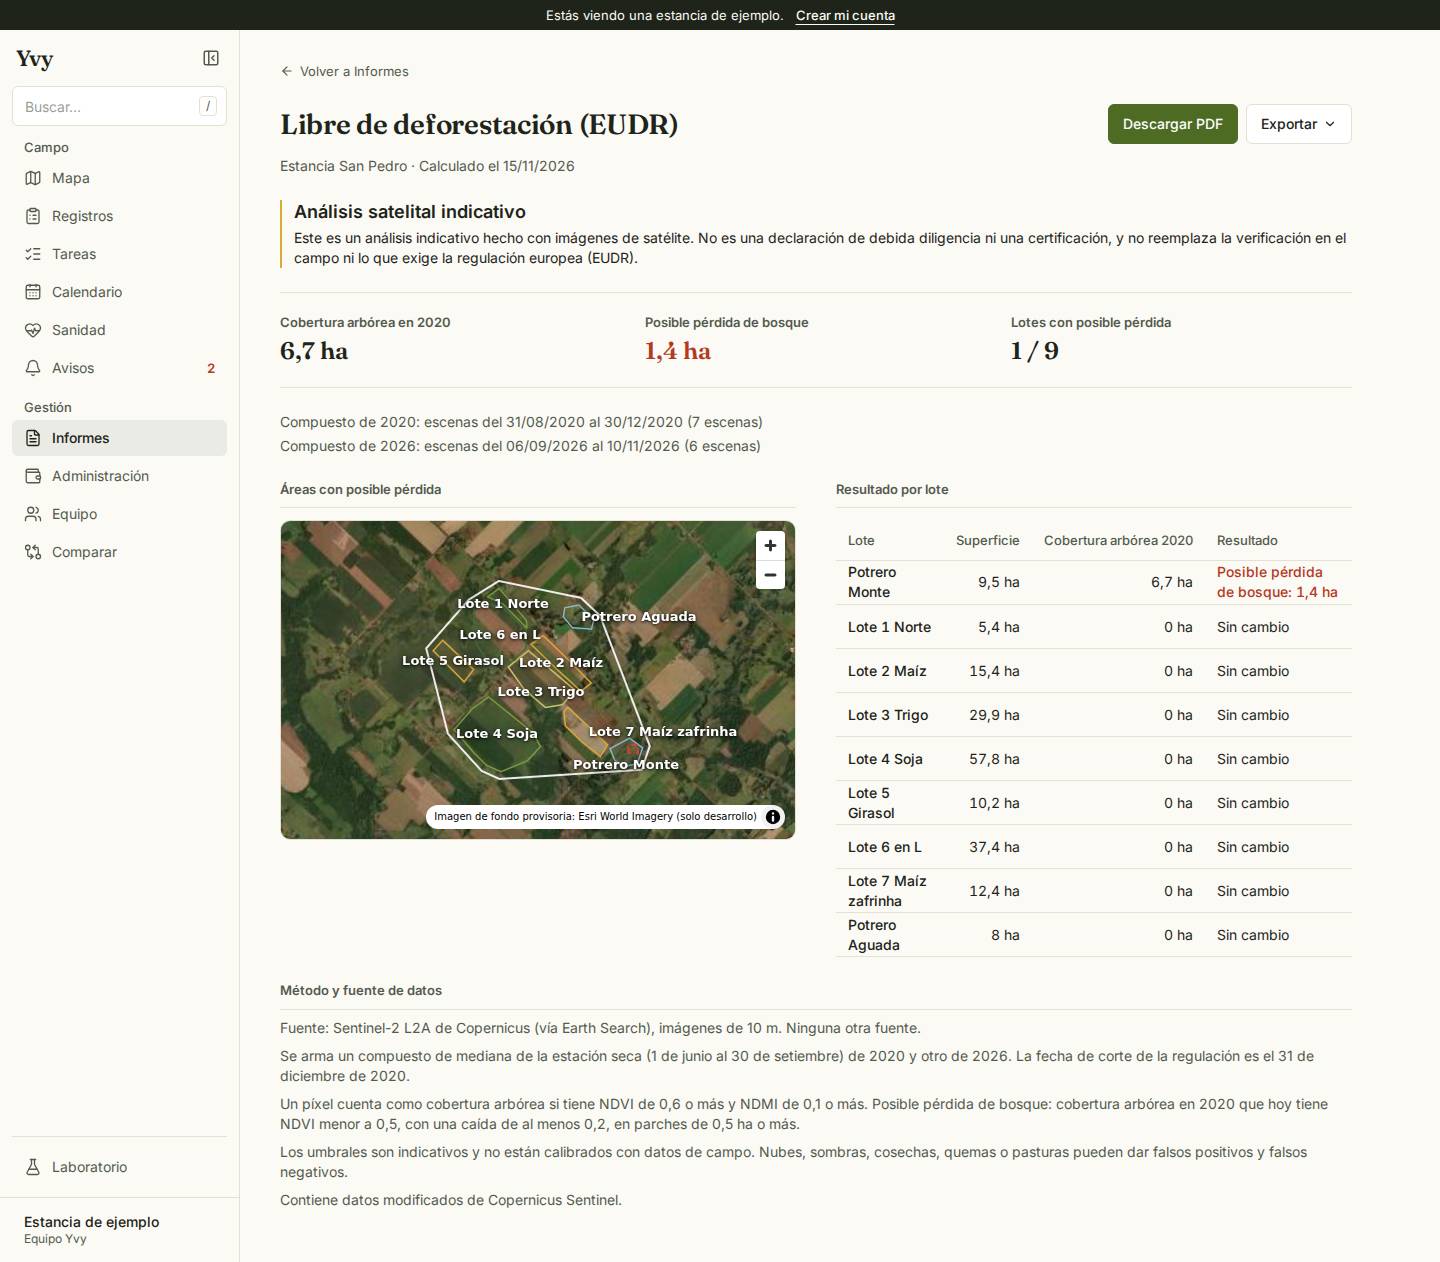 Estás viendo una estancia de ejemplo. Crear mi cuenta
Yvy
Buscar... /
Campo
Mapa
Registros
Tareas
Calendario
Sanidad
Avisos 2
Gestión
Informes
Administración
Equipo
Comparar
Laboratorio
Estancia de ejemplo
Equipo Yvy
Volver a Informes
Libre de deforestación (EUDR)
Descargar PDF
Exportar
Estancia San Pedro · Calculado el 15/11/2026
Análisis satelital indicativo
Este es un análisis indicativo hecho con imágenes de satélite. No es una declaración de debida diligencia ni una certificación, y no reemplaza la verificación en el
campo ni lo que exige la regulación europea (EUDR).
Cobertura arbórea en 2020
6,7 ha
Posible pérdida de bosque
1,4 ha
Lotes con posible pérdida
1 / 9
Compuesto de 2020: escenas del 31/08/2020 al 30/12/2020 (7 escenas)
Compuesto de 2026: escenas del 06/09/2026 al 10/11/2026 (6 escenas)
Áreas con posible pérdida
Lote 1 Norte
Potrero Aguada
Lote 6 en L
Lote 5 Girasol
Lote 2 Maíz
Lote 3 Trigo
Lote 4 Soja
Lote 7 Maíz zafrinha
Potrero Monte
Imagen de fondo provisoria: Esri World Imagery (solo desarrollo)
Resultado por lote
Lote Superficie Cobertura arbórea 2020 Resultado
Potrero
Monte 9,5 ha 6,7 ha Posible pérdida
de bosque: 1,4 ha
Lote 1 Norte 5,4 ha 0 ha Sin cambio
Lote 2 Maíz 15,4 ha 0 ha Sin cambio
Lote 3 Trigo 29,9 ha 0 ha Sin cambio
Lote 4 Soja 57,8 ha 0 ha Sin cambio
Lote 5
Girasol 10,2 ha 0 ha Sin cambio
Lote 6 en L 37,4 ha 0 ha Sin cambio
Lote 7 Maíz
zafrinha 12,4 ha 0 ha Sin cambio
Potrero
Aguada 8 ha 0 ha Sin cambio
Método y fuente de datos
Fuente: Sentinel-2 L2A de Copernicus (vía Earth Search), imágenes de 10 m. Ninguna otra fuente.
Se arma un compuesto de mediana de la estación seca (1 de junio al 30 de setiembre) de 2020 y otro de 2026. La fecha de corte de la regulación es el 31 de
diciembre de 2020.
Un píxel cuenta como cobertura arbórea si tiene NDVI de 0,6 o más y NDMI de 0,1 o más. Posible pérdida de bosque: cobertura arbórea en 2020 que hoy tiene
NDVI menor a 0,5, con una caída de al menos 0,2, en parches de 0,5 ha o más.
Los umbrales son indicativos y no están calibrados con datos de campo. Nubes, sombras, cosechas, quemas o pasturas pueden dar falsos positivos y falsos
negativos.
Contiene datos modificados de Copernicus Sentinel.